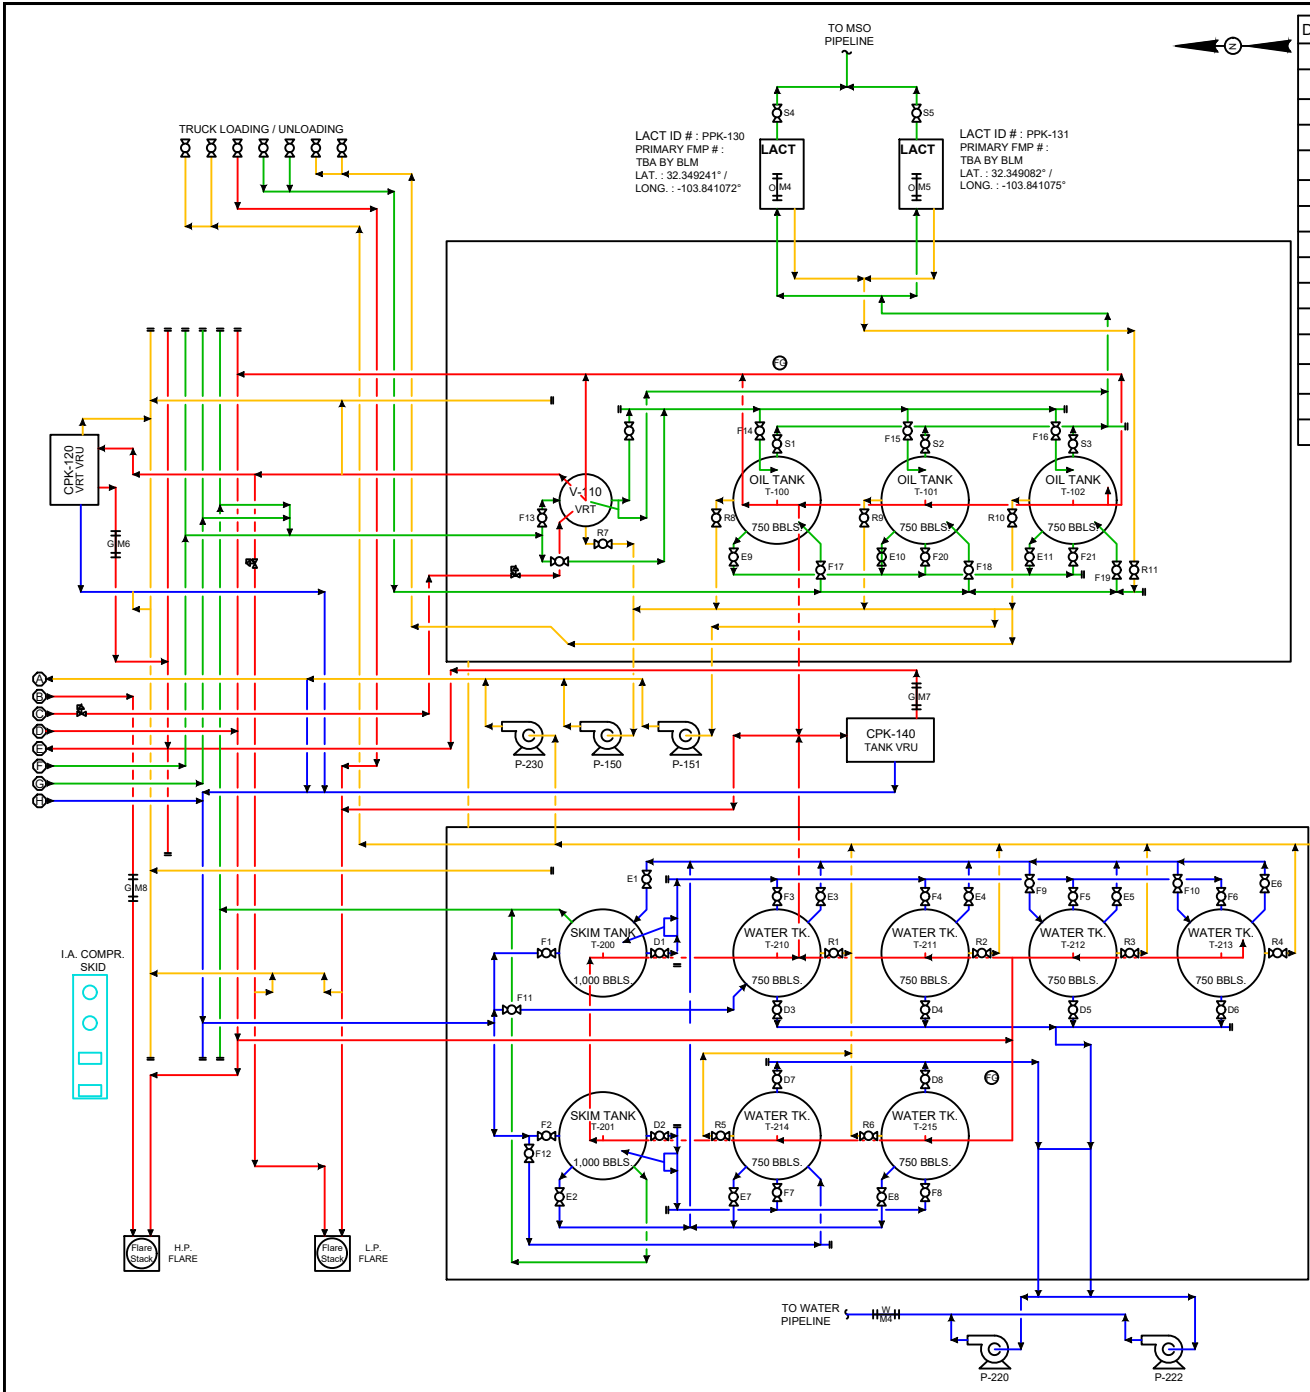 TO MSO
PIPELINE
N
D
TRUCK LOADING / UNLOADING
S4
S5
LACT ID # : PPK-130
PRIMARY FMP # :
TBA BY BLM
LAT. : 32.349241° /
LONG. : -103.841072°
LACT
O M4
LACT
O M5
LACT ID # : PPK-131
PRIMARY FMP # :
TBA BY BLM
LAT. : 32.349082° /
LONG. : -103.841075°
FG
CPK-120
VRT VRU
G M6
V-110
VRT
F13
R7
F14
S1
F15
S2
F16
S3
OIL TANK
T-100
750 BBLS.
OIL TANK
T-101
750 BBLS.
OIL TANK
T-102
750 BBLS.
R8
R9
R10
E9
F17
E10
F20
F18
E11
F21
F19
R11
A
B
C
D
E
F
G
H
G M7
CPK-140
TANK VRU
P-230
P-150
P-151
G M8
E1
F3
E3
F4
E4
F9
F5
E5
F10
F6
E6
F1
SKIM TANK
T-200
1,000 BBLS.
D1
WATER TK.
T-210
750 BBLS.
R1
WATER TK.
T-211
750 BBLS.
R2
WATER TK.
T-212
750 BBLS.
R3
WATER TK.
T-213
750 BBLS.
R4
I.A. COMPR.
SKID
F11
D3
D4
D5
D6
D7
D8
FG
F2
F12
SKIM TANK
T-201
1,000 BBLS.
D2
R5
WATER TK.
T-214
750 BBLS.
R6
WATER TK.
T-215
750 BBLS.
E2
E7
F7
E8
F8
Flare
Stack
H.P.
FLARE
Flare
Stack
L.P.
FLARE
TO WATER
PIPELINE
W
M4
P-220
P-222